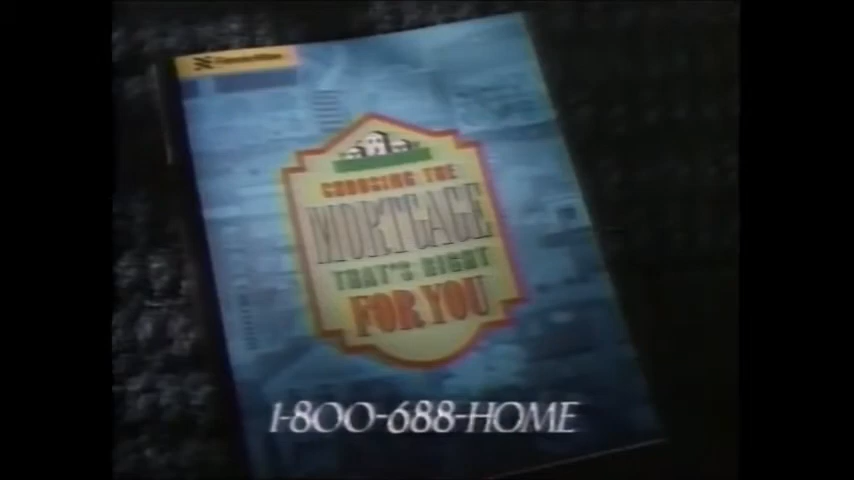 CHOOSING THE
MORTGAGE
THAT'S RIGHT
FOR YOU
1-800-688-HOME